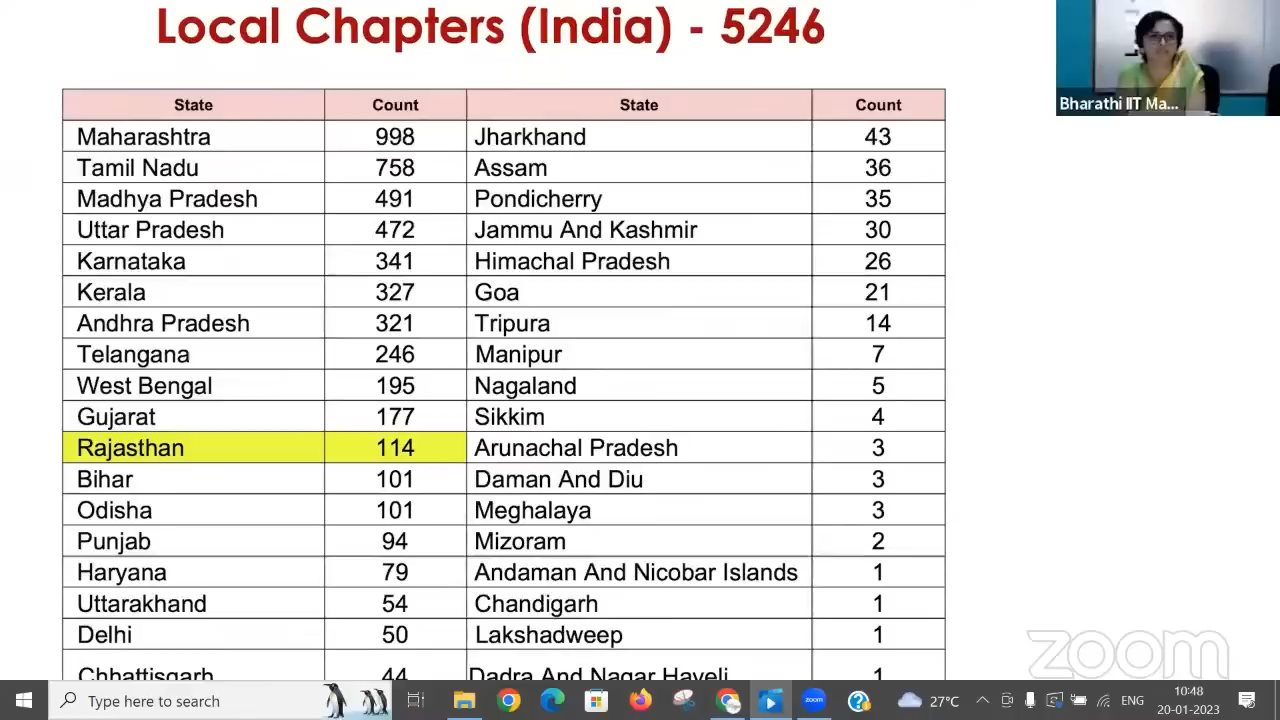 Local Chapters (India) - 5246
State Count State Count
Maharashtra 998 Jharkhand 43
Tamil Nadu 758 Assam 36
Madhya Pradesh 491 Pondicherry 35
Uttar Pradesh 472 Jammu And Kashmir 30
Karnataka 341 Himachal Pradesh 26
Kerala 327 Goa 21
Andhra Pradesh 321 Tripura 14
Telangana 246 Manipur 7
West Bengal 195 Nagaland 5
Gujarat 177 Sikkim 4
Rajasthan 114 Arunachal Pradesh 3
Bihar 101 Daman And Diu 3
Odisha 101 Meghalaya 3
Punjab 94 Mizoram 2
Haryana 79 Andaman And Nicobar Islands 1
Uttarakhand 54 Chandigarh 1
Delhi 50 Lakshadweep 1
Chhattisgarh 44 Dadra And Nagar Haveli 1
Bharathi IIT Ma...
zoom
Type here to search
zoom
27°C
ENG
10:48
20-01-2023